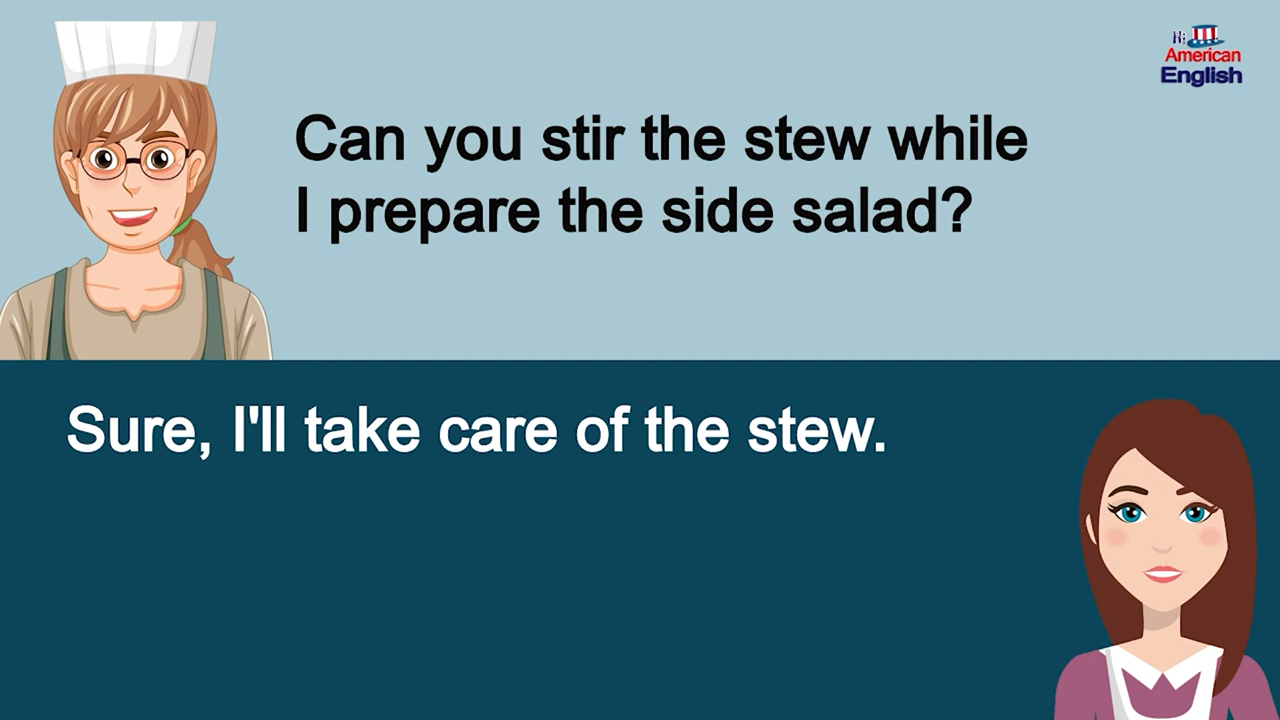 Hi
American
English
Can you stir the stew while
I prepare the side salad?
Sure, I'll take care of the stew.